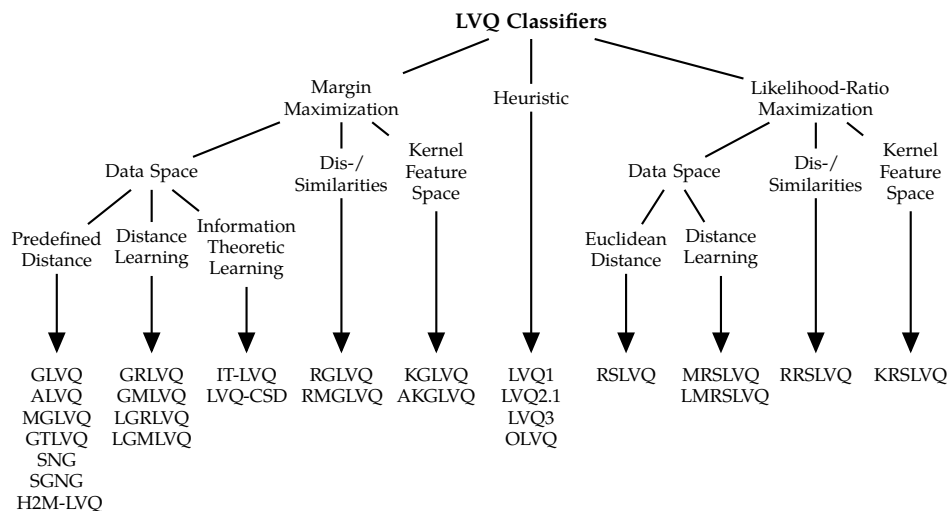 LVQ Classifiers
Margin
Maximization
Heuristic
Likelihood-Ratio
Maximization
Data Space
Dis-/
Similarities
Kernel
Feature
Space
Data Space
Dis-/
Similarities
Kernel
Feature
Space
Predefined
Distance
Distance
Learning
Information
Theoretic
Learning
Euclidean
Distance
Distance
Learning
GLVQ
ALVQ
MGLVQ
GTLVQ
SNG
SGNG
H2M-LVQ
GRLVQ
GMLVQ
LGRLVQ
LGMLVQ
IT-LVQ
LVQ-CSD
RGLVQ
RMGLVQ
KGLVQ
AKGLVQ
LVQ1
LVQ2.1
LVQ3
OLVQ
RSLVQ
MRSLVQ
LMRSLVQ
RRSLVQ
KRSLVQ